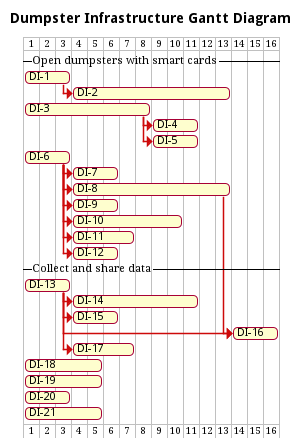 Dumpster Infrastructure Gantt Diagram
1 2 3 4 5 6 7 8 9 10 11 12 13 14 15 16
Open dumpsters with smart cards
DI-1
DI-2
DI-3
DI-4
DI-5
DI-6
DI-7
DI-8
DI-9
DI-10
DI-11
DI-12
Collect and share data
DI-13
DI-14
DI-15
DI-16
DI-17
DI-18
DI-19
DI-20
DI-21
1 2 3 4 5 6 7 8 9 10 11 12 13 14 15 16